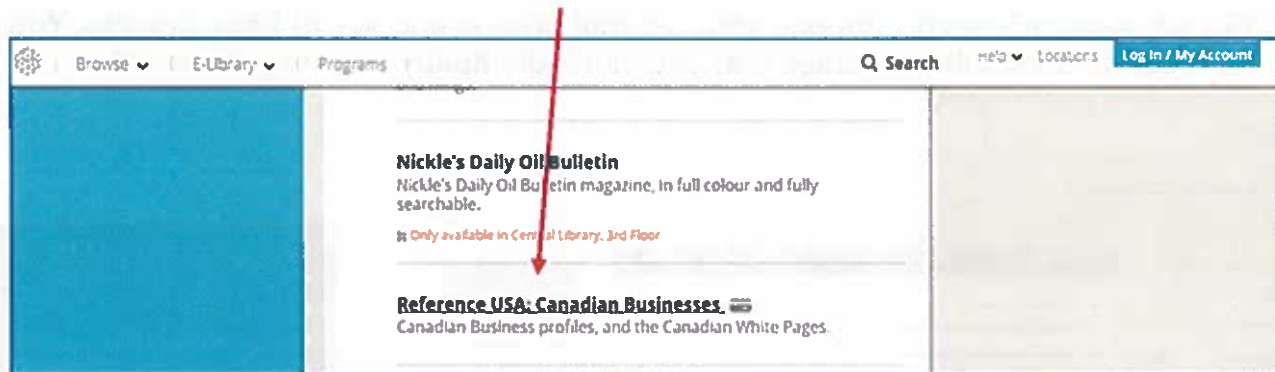 Browse E-Library Programs Search Help Locations Log In / My Account
Nickle's Daily Oil Bulletin
Nickle's Daily Oil Bulletin magazine, in full colour and fully
searchable.
Only available in Central Library, 3rd Floor
Reference USA: Canadian Businesses
Canadian Business profiles, and the Canadian White Pages.